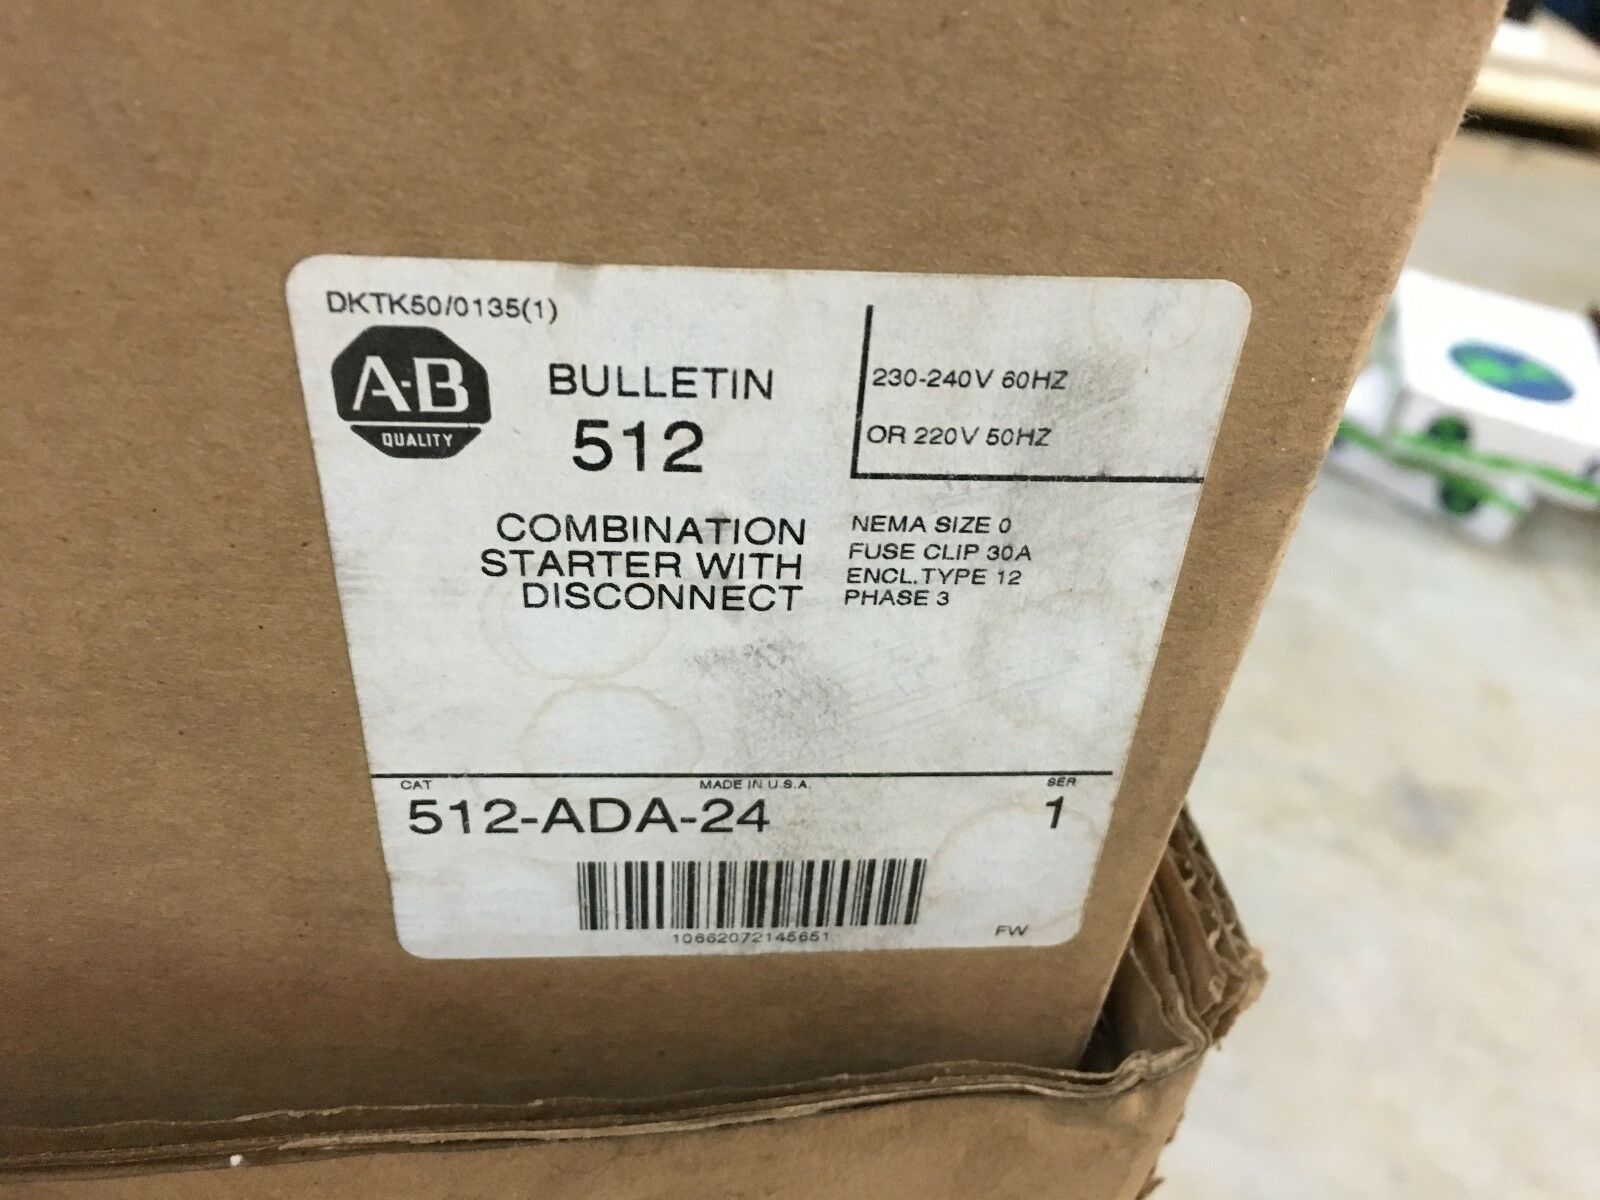 DKTK50/0135(1)
A-B
QUALITY
BULLETIN
512
230-240V 60HZ
OR 220V 50HZ
COMBINATION
STARTER WITH
DISCONNECT
NEMA SIZE 0
FUSE CLIP 30A
ENCL.TYPE 12
PHASE 3
CAT
MADE IN U.S.A.
SER
512-ADA-24
1
10662072145651
FW